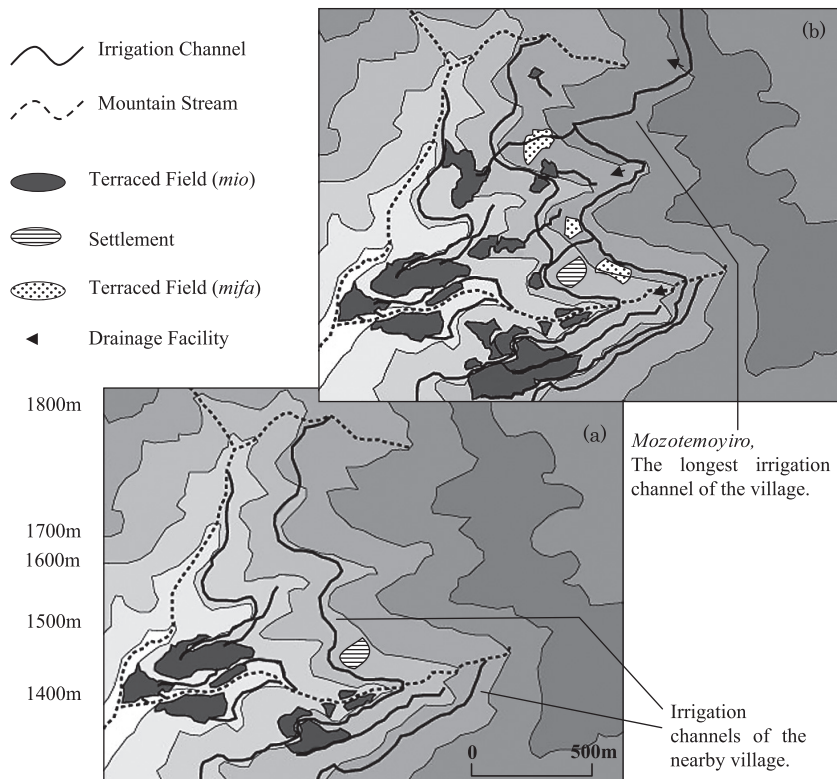 Irrigation Channel
Mountain Stream
Terraced Field (mio)
Settlement
Terraced Field (mifa)
Drainage Facility
(b)
Mozotemoyiro,
The longest irrigation
channel of the village.
1800m
1700m
1600m
1500m
1400m
(a)
0 500m
Irrigation
channels of the
nearby village.